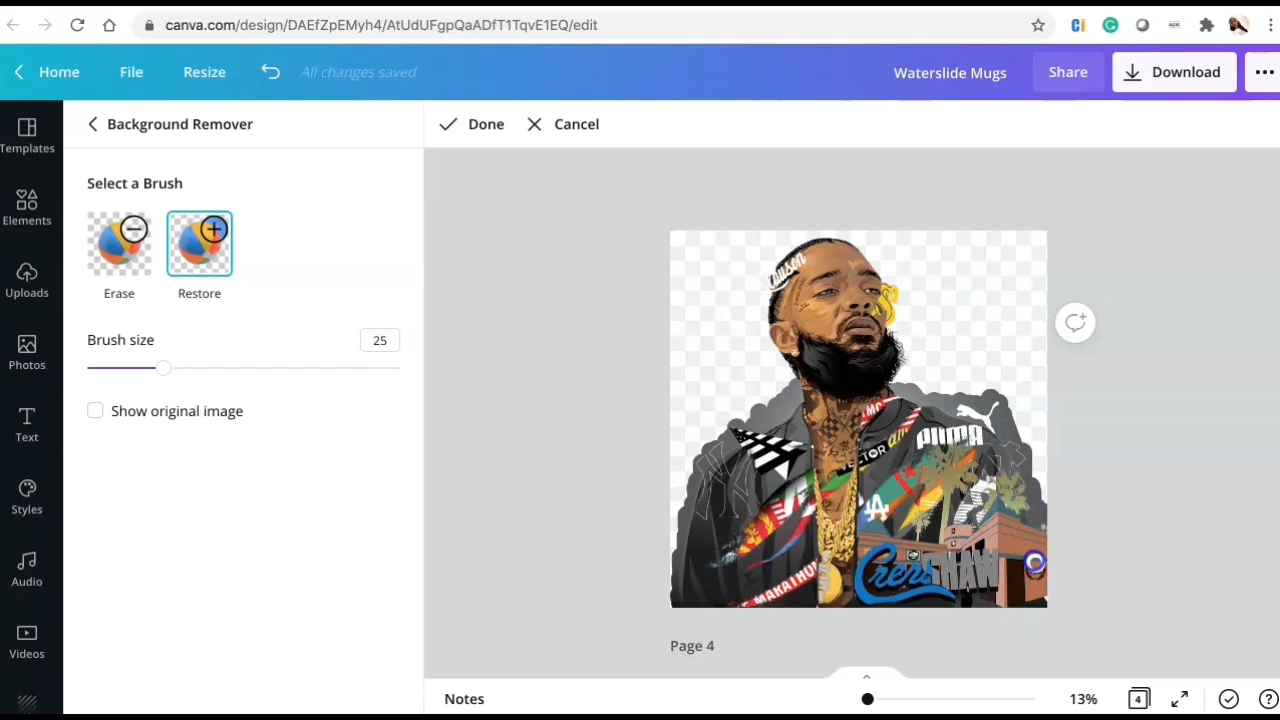 canva.com/design/DAEfZpEMyh4/AtUdUFgpQaADfT1TqvE1EQ/edit
Home File Resize All changes saved Waterslide Mugs Share Download
Templates
Elements
Uploads
Photos
Text
Styles
Audio
Videos
Background Remover
Select a Brush
Erase Restore
Brush size 25
Show original image
Done Cancel
PUMA
VECTOR
LA
CrensHAW
Page 4
Notes 13% 4